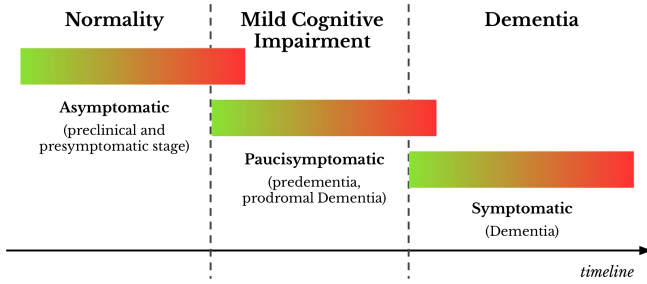 Normality
Mild Cognitive
Impairment
Dementia
Asymptomatic
(preclinical and
presymptomatic stage)
Paucisymptomatic
(predementia,
prodromal Dementia)
Symptomatic
(Dementia)
timeline